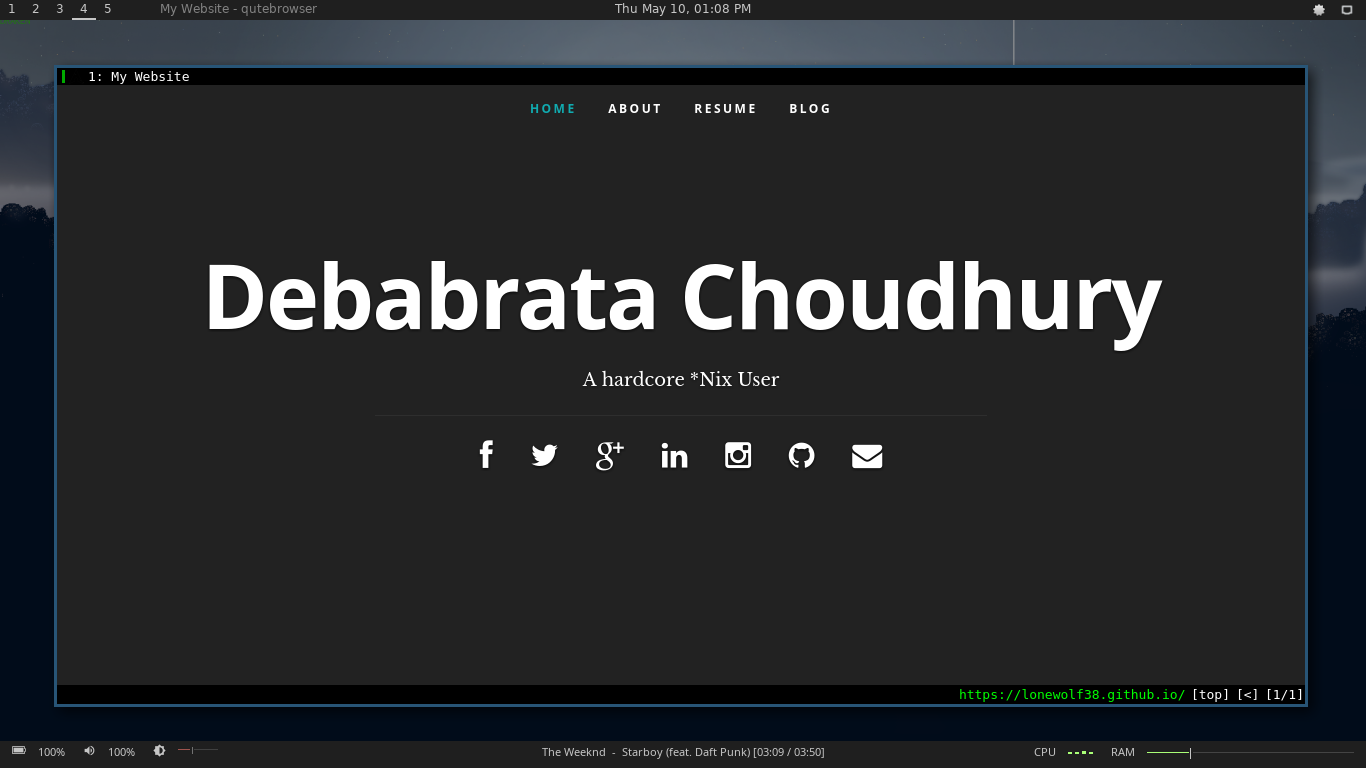 1 2 3 4 5 My Website - qutebrowser Thu May 10, 01:08 PM
1: My Website
HOME ABOUT RESUME BLOG
Debabrata Choudhury
A hardcore *Nix User
https://lonewolf38.github.io/ [top] [<] [1/1]
100% 100% The Weeknd - Starboy (feat. Daft Punk) [03:09 / 03:50] CPU RAM